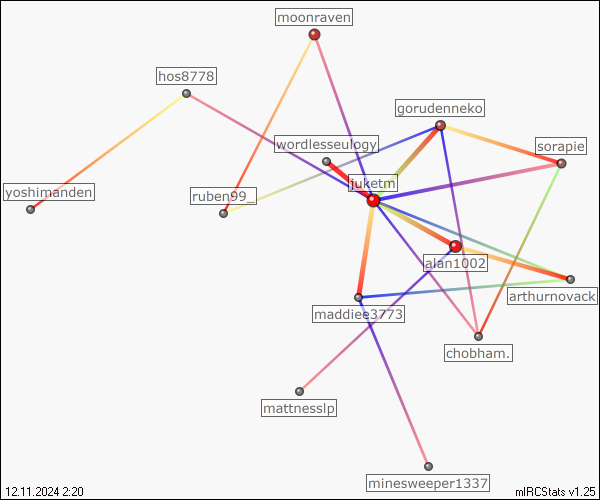 moonraven
hos8778
gorudenneko
wordlesseulogy
sorapie
juketm
yoshimanden
ruben99_
alan1002
arthurnovack
maddiee3773
chobham.
mattnesslp
minesweeper1337
12.11.2024 2:20
mIRCStats v1.25